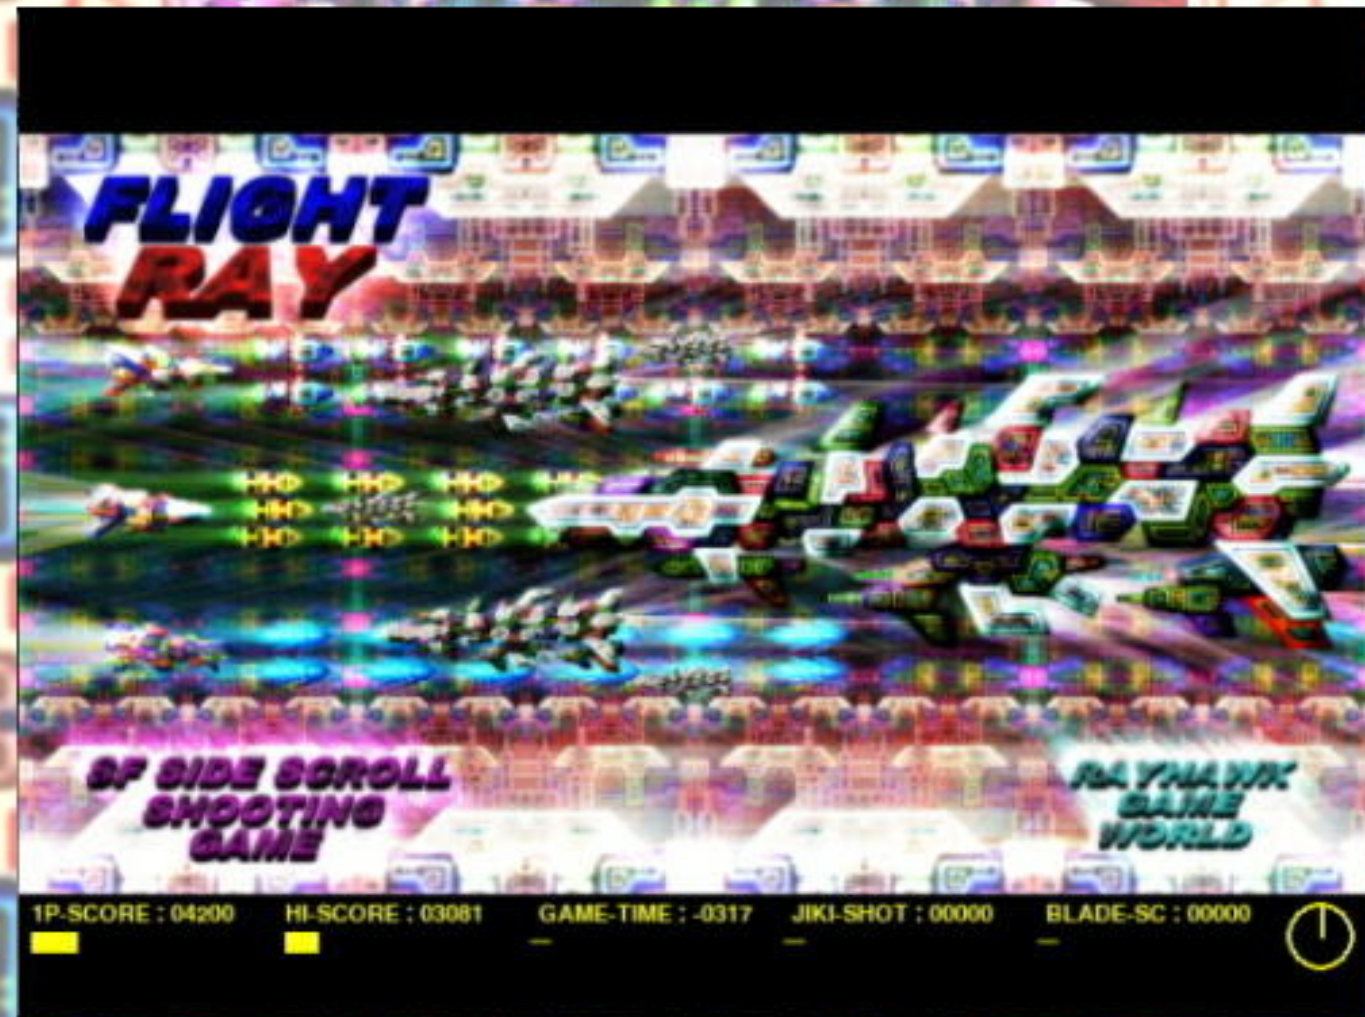 FLIGHT
RAY
SF SIDE SCROLL
SHOOTING
GAME
RAYHAWK
GAME
WORLD
1P-SCORE : 04200
HI-SCORE : 03081
GAME-TIME : -0317
JIKI-SHOT : 00000
BLADE-SC : 00000